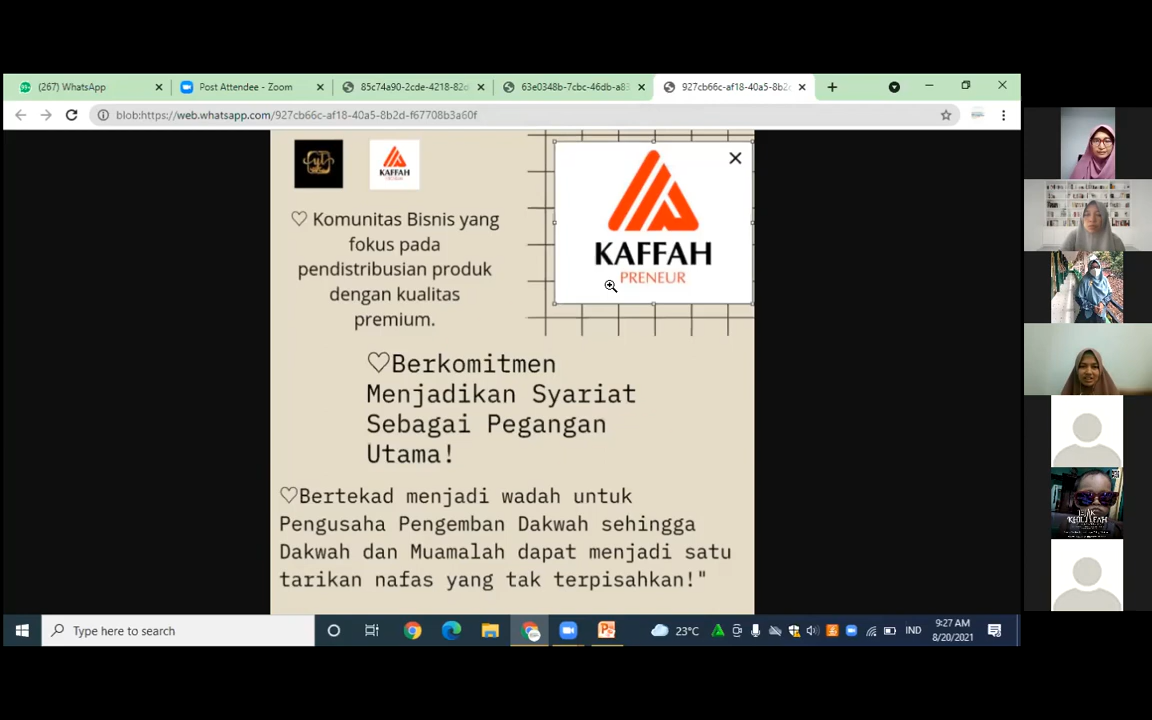 (267) WhatsApp
Post Attendee - Zoom
85c74a90-2cde-4218-82d
63e0348b-7cbc-46db-a83
927cb66c-af18-40a5-8b2
blob:https://web.whatsapp.com/927cb66c-af18-40a5-8b2d-f67708b3a60f
KAFFAH
KAFFAH
PRENEUR
♡ Komunitas Bisnis yang
fokus pada
pendistribusian produk
dengan kualitas
premium.
♡Berkomitmen
Menjadikan Syariat
Sebagai Pegangan
Utama!
♡Bertekad menjadi wadah untuk
Pengusaha Pengemban Dakwah sehingga
Dakwah dan Muamalah dapat menjadi satu
tarikan nafas yang tak terpisahkan!"
Type here to search
23°C
IND
9:27 AM
8/20/2021